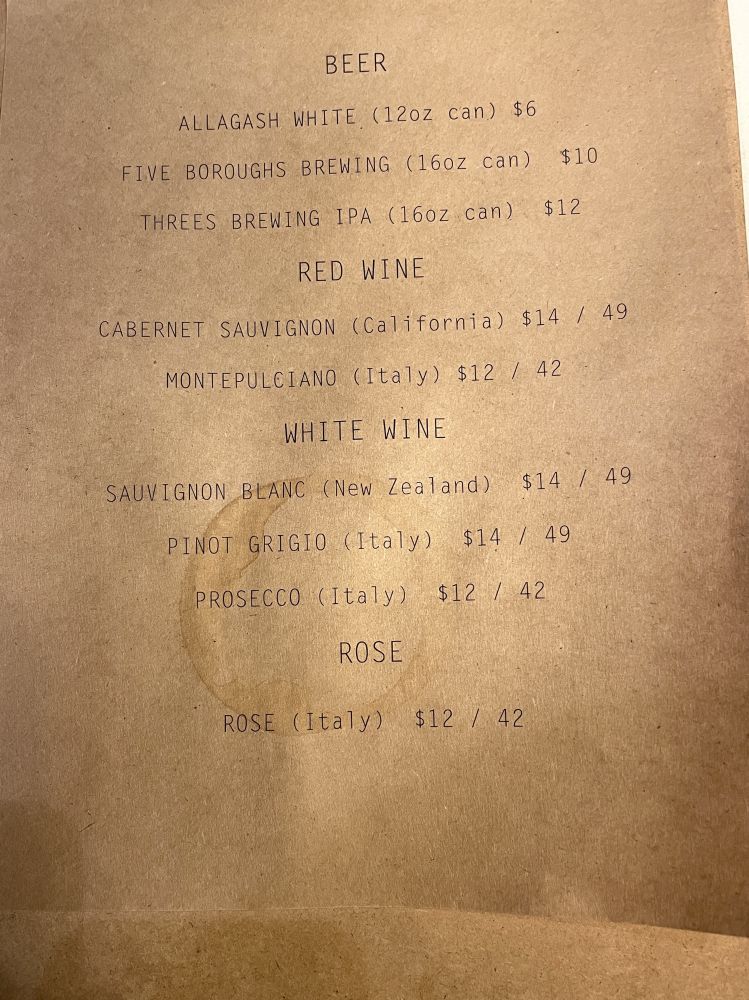 BEER
ALLAGASH WHITE (12oz can) $6
FIVE BOROUGHS BREWING (16oz can) $10
THREES BREWING IPA (16oz can) $12
RED WINE
CABERNET SAUVIGNON (California) $14 / 49
MONTEPULCIANO (Italy) $12 / 42
WHITE WINE
SAUVIGNON BLANC (New Zealand) $14 / 49
PINOT GRIGIO (Italy) $14 / 49
PROSECCO (Italy) $12 / 42
ROSE
ROSE (Italy) $12 / 42